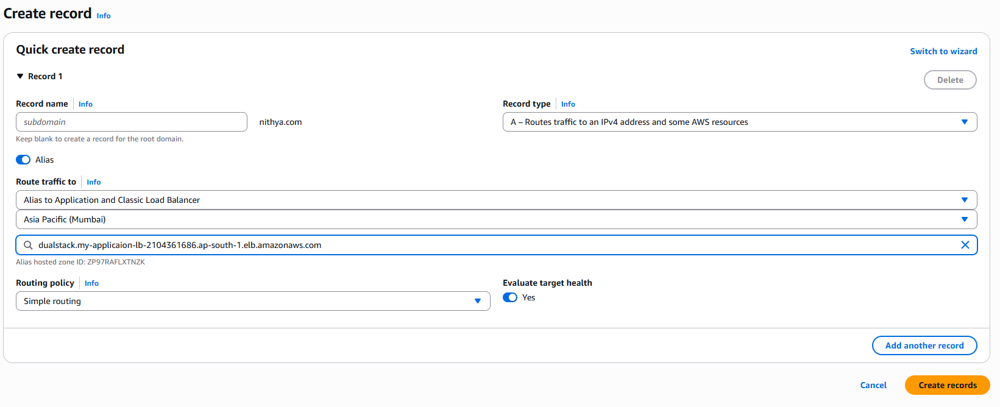 Create record Info
Quick create record
Switch to wizard
Record 1
Delete
Record name Info
Record type Info
subdomain
nithya.com
A – Routes traffic to an IPv4 address and some AWS resources
Keep blank to create a record for the root domain.
Alias
Route traffic to Info
Alias to Application and Classic Load Balancer
Asia Pacific (Mumbai)
dualstack.my-applicaion-lb-2104361686.ap-south-1.elb.amazonaws.com
Alias hosted zone ID: ZP97RAFLXTNZK
Routing policy Info
Evaluate target health
Simple routing
Yes
Add another record
Cancel
Create records